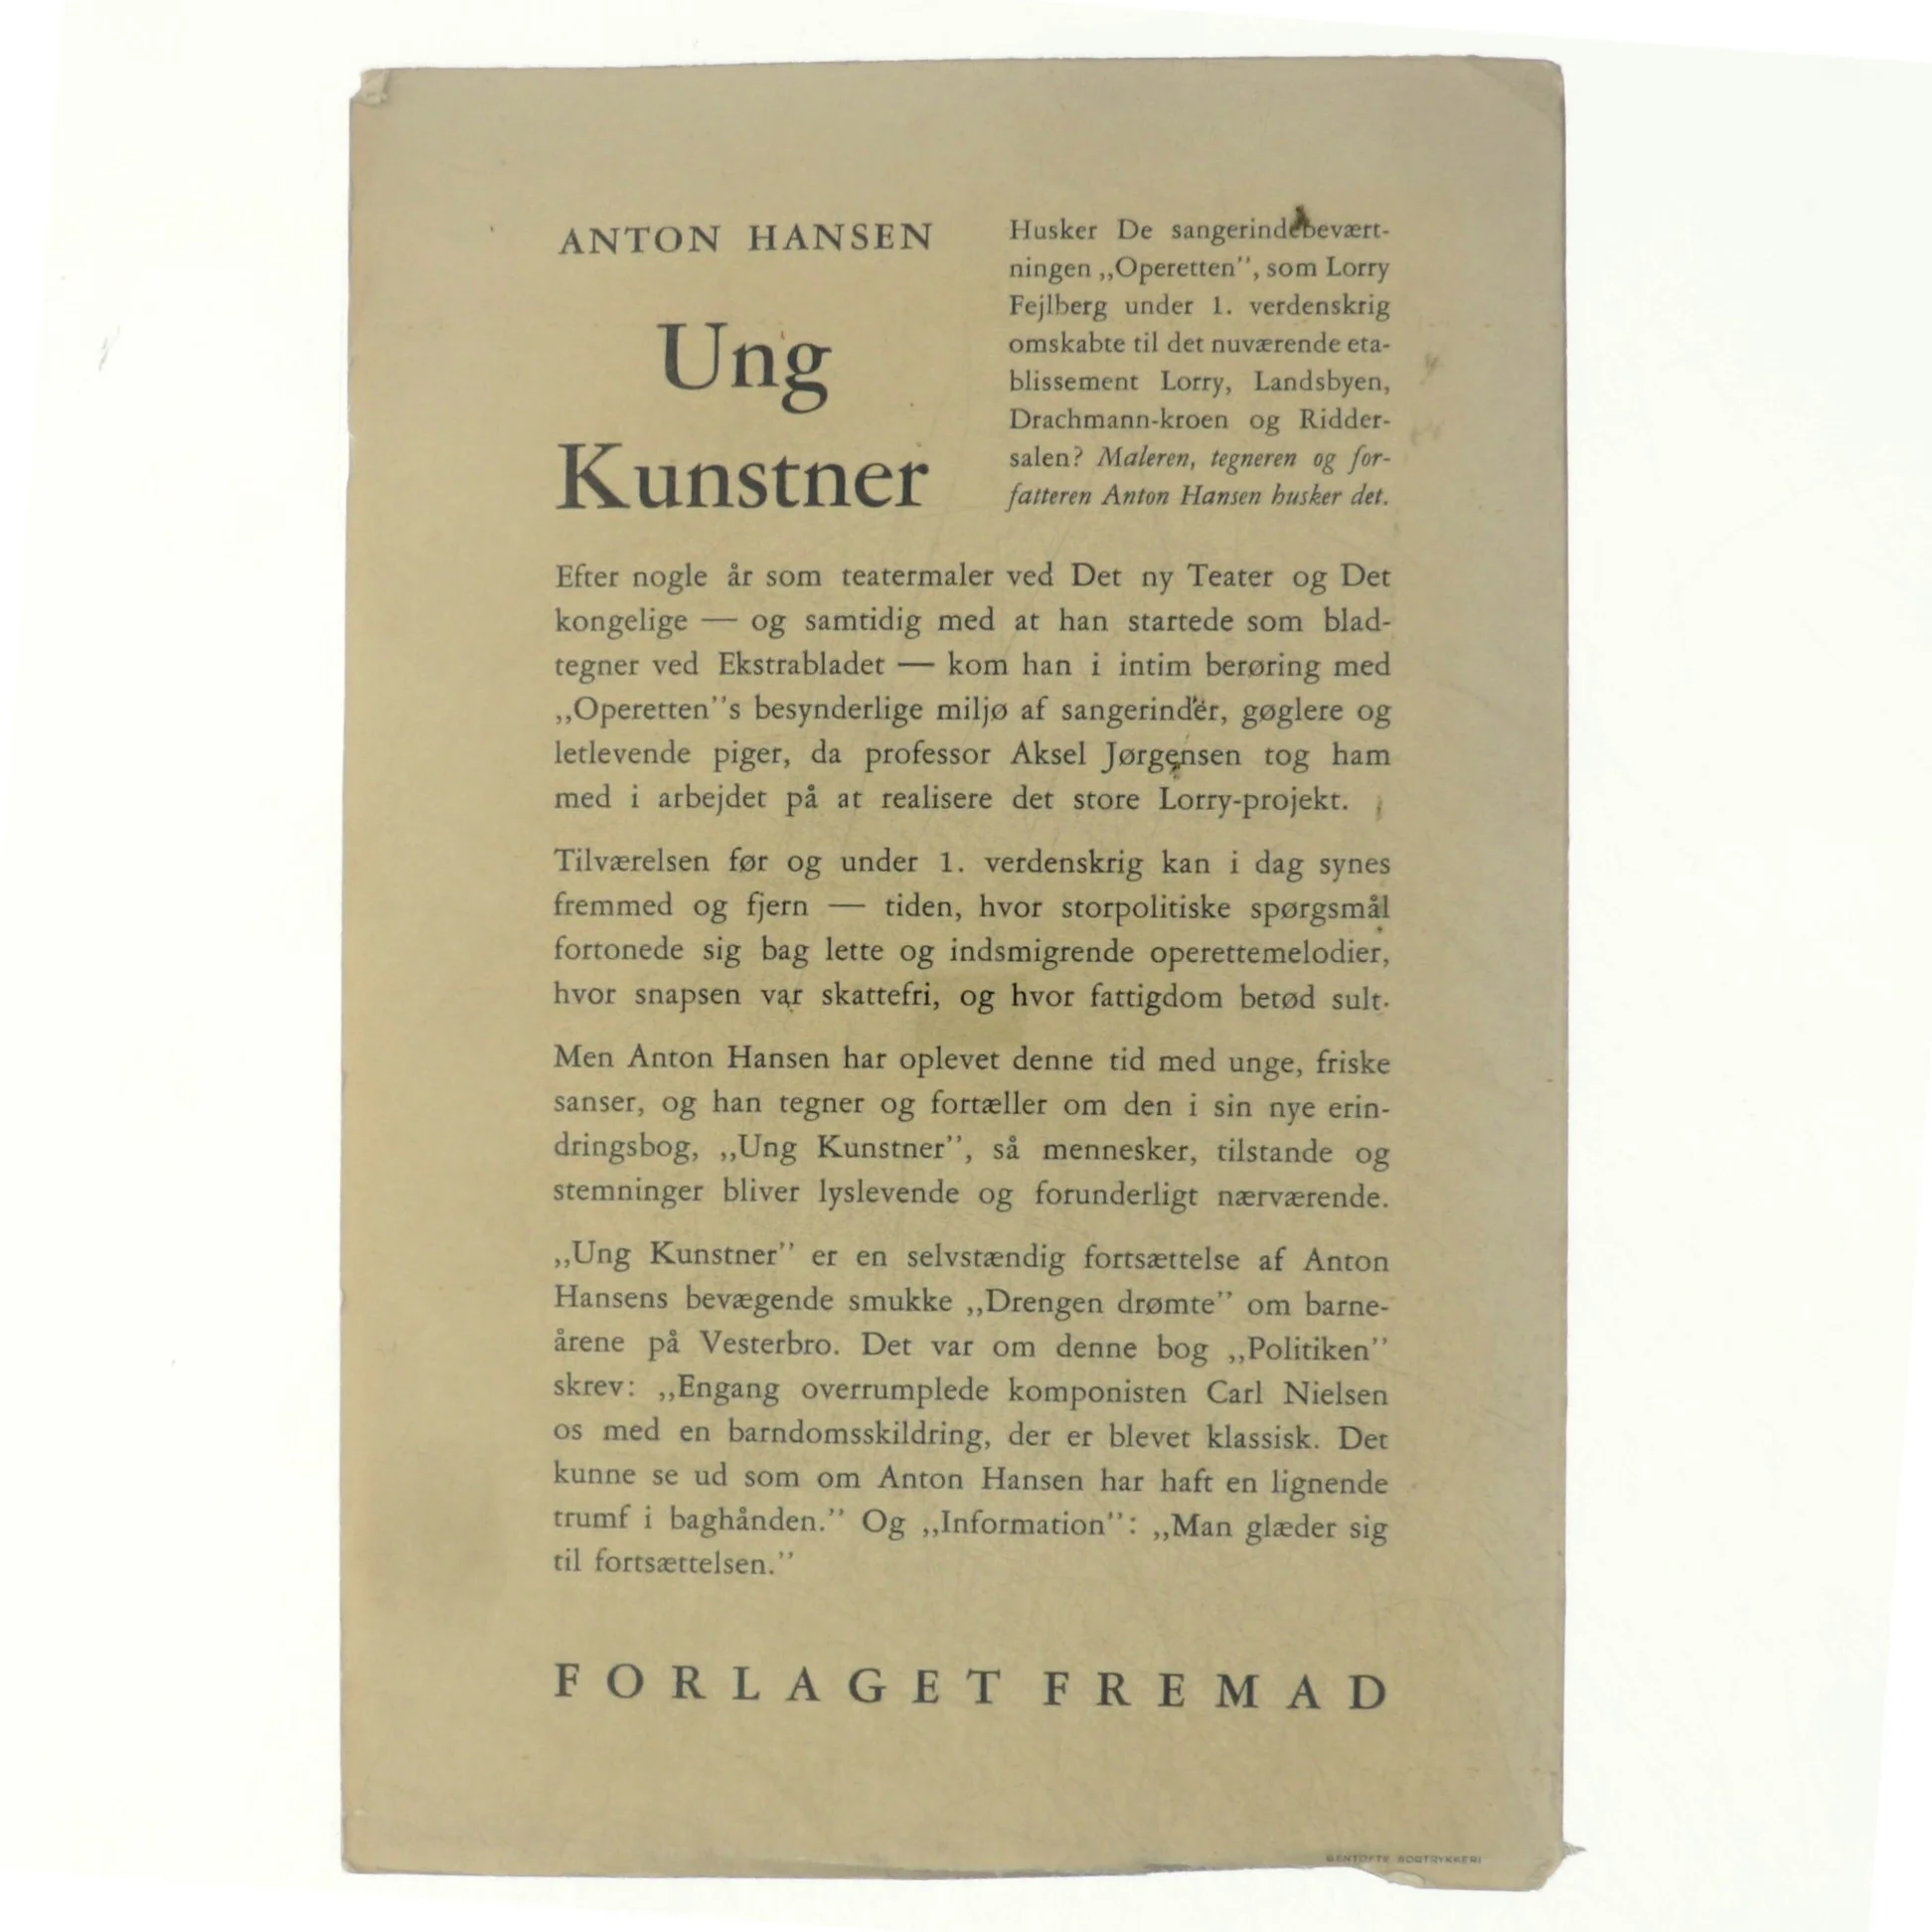 ANTON HANSEN
Ung
Kunstner
Husker De sangerindebevært-
ningen „Operetten”, som Lorry
Fejlberg under 1. verdenskrig
omskabte til det nuværende eta-
blissement Lorry, Landsbyen,
Drachmann-kroen og Ridder-
salen? Maleren, tegneren og for-
fatteren Anton Hansen husker det.
Efter nogle år som teatermaler ved Det ny Teater og Det
kongelige — og samtidig med at han startede som blad-
tegner ved Ekstrabladet — kom han i intim berøring med
„Operetten”s besynderlige miljø af sangerinder, gøglere og
letlevende piger, da professor Aksel Jørgensen tog ham
med i arbejdet på at realisere det store Lorry-projekt.
Tilværelsen før og under 1. verdenskrig kan i dag synes
fremmed og fjern — tiden, hvor storpolitiske spørgsmål
fortonede sig bag lette og indsmigrende operettemelodier,
hvor snapsen var skattefri, og hvor fattigdom betød sult.
Men Anton Hansen har oplevet denne tid med unge, friske
sanser, og han tegner og fortæller om den i sin nye erin-
dringsbog, „Ung Kunstner”, så mennesker, tilstande og
stemninger bliver lyslevende og forunderligt nærværende.
„Ung Kunstner” er en selvstændig fortsættelse af Anton
Hansens bevægende smukke „Drengen drømte” om barne-
årene på Vesterbro. Det var om denne bog „Politiken”
skrev: „Engang overrumplede komponisten Carl Nielsen
os med en barndomsskildring, der er blevet klassisk. Det
kunne se ud som om Anton Hansen har haft en lignende
trumf i baghånden.” Og „Information”: „Man glæder sig
til fortsættelsen.”
FORLAGET FREMAD
GENTOFTE BOGTRYKKERI